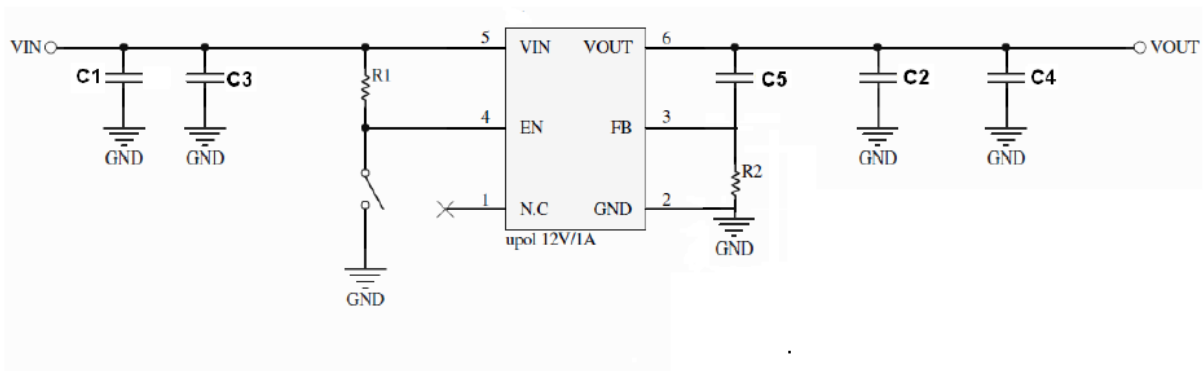 VIN
5
VIN
VOUT
6
VOUT
C1
C3
R1
C5
C2
C4
4
EN
FB
3
GND
GND
GND
GND
R2
1
N.C
GND
2
upol 12V/1A
GND
GND